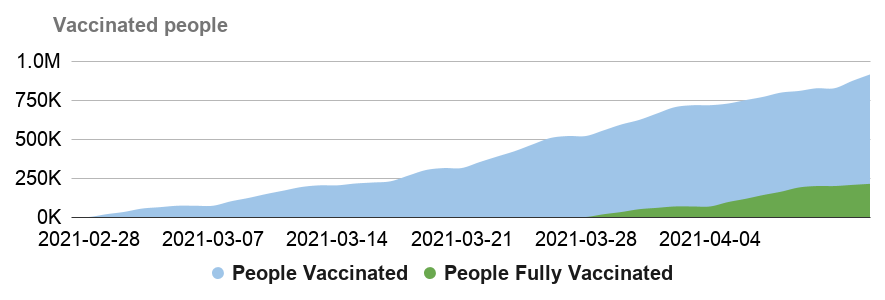 Vaccinated people
1.0M
750K
500K
250K
0K
2021-02-28 2021-03-07 2021-03-14 2021-03-21 2021-03-28 2021-04-04
People Vaccinated People Fully Vaccinated